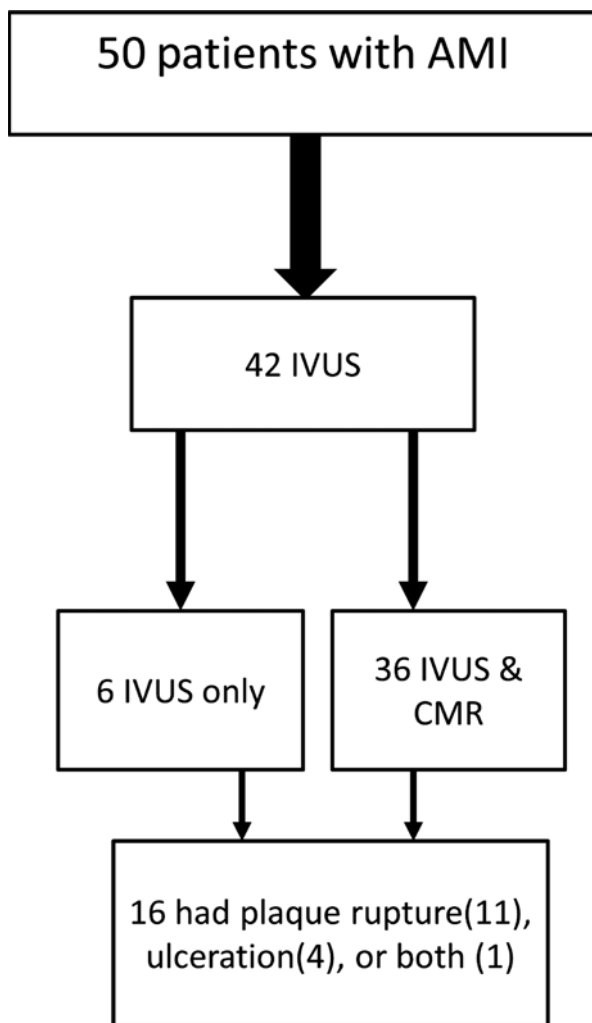 50 patients with AMI
42 IVUS
6 IVUS only
36 IVUS &
CMR
16 had plaque rupture(11),
ulceration(4), or both (1)